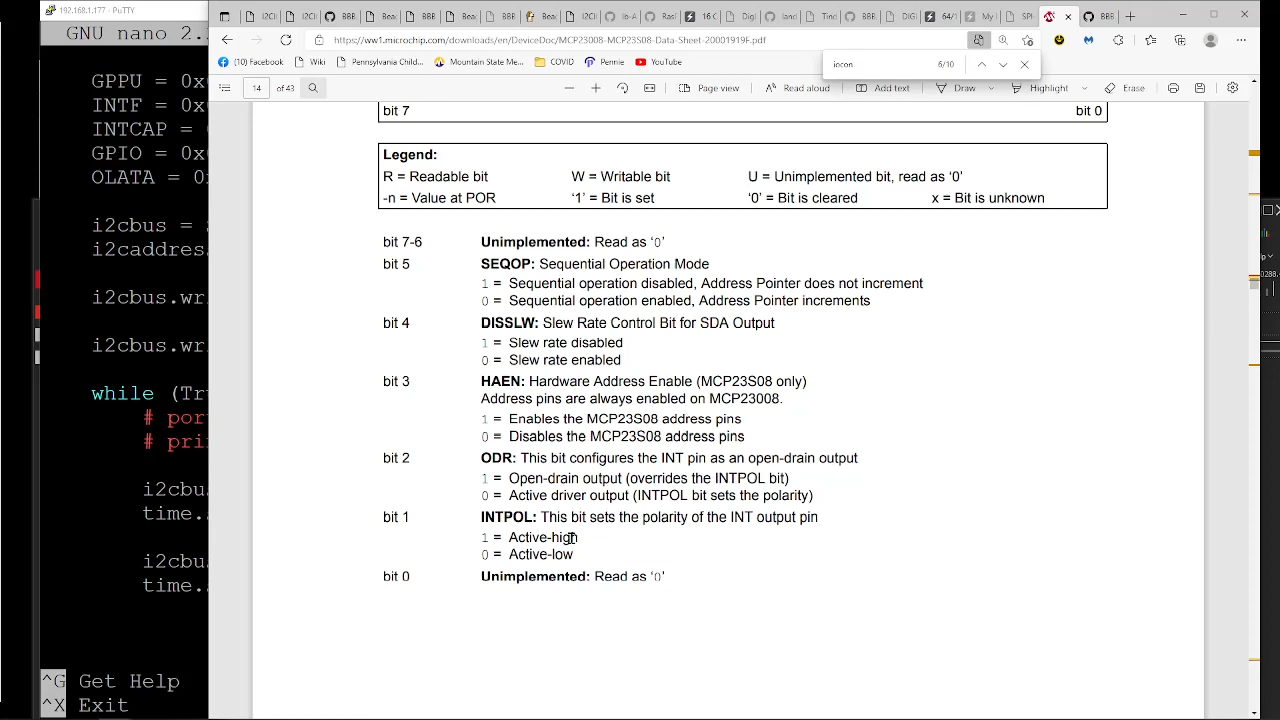 192.168.1.177 - PuTTY
GNU nano 2.
GPPU = 0x
INTF = 0x
INTCAP =
GPIO = 0x
OLATA = 0
i2cbus =
i2caddres
i2cbus.wr
i2cbus.wr
while (Tr
# por
# pri
i2cbu
time.
i2cbu
time.
^G Get Help
^X Exit
https://ww1.microchip.com/downloads/en/DeviceDoc/MCP23008-MCP23S08-Data-Sheet-20001919F.pdf
(10) Facebook Wiki Pennsylvania Child... Mountain State Me... COVID Pennie YouTube
icon 6/10
14 of 43 Page view Read aloud Add text Draw Highlight Erase
bit 7 bit 0
Legend:
R = Readable bit W = Writable bit U = Unimplemented bit, read as ‘0’
-n = Value at POR ‘1’ = Bit is set ‘0’ = Bit is cleared x = Bit is unknown
bit 7-6 Unimplemented: Read as ‘0’
bit 5 SEQOP: Sequential Operation Mode
1 = Sequential operation disabled, Address Pointer does not increment
0 = Sequential operation enabled, Address Pointer increments
bit 4 DISSLW: Slew Rate Control Bit for SDA Output
1 = Slew rate disabled
0 = Slew rate enabled
bit 3 HAEN: Hardware Address Enable (MCP23S08 only)
Address pins are always enabled on MCP23008.
1 = Enables the MCP23S08 address pins
0 = Disables the MCP23S08 address pins
bit 2 ODR: This bit configures the INT pin as an open-drain output
1 = Open-drain output (overrides the INTPOL bit)
0 = Active driver output (INTPOL bit sets the polarity)
bit 1 INTPOL: This bit sets the polarity of the INT output pin
1 = Active-high
0 = Active-low
bit 0 Unimplemented: Read as ‘0’